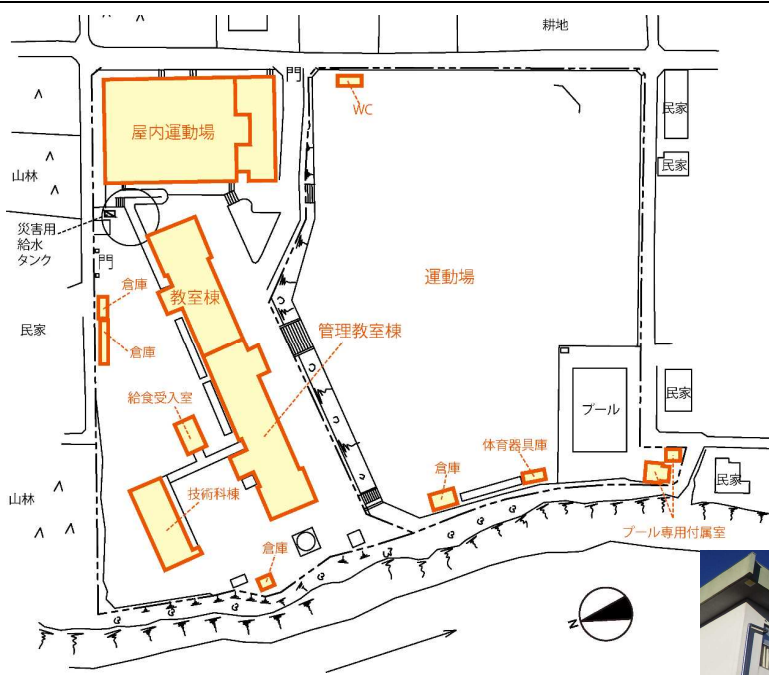 耕地
門
WC
民家
屋内運動場
民家
山林
災害用
給水
タンク
門
倉庫
教室棟
運動場
民家
倉庫
管理教室棟
給食受入室
プール
民家
体育器具庫
倉庫
山林
技術科棟
民家
プール専用付属室
倉庫
N